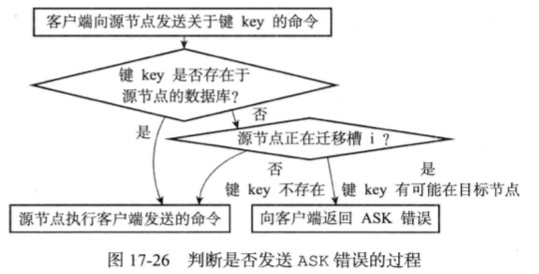 客户端向源节点发送关于键 key 的命令
键 key 是否存在于
源节点的数据库?
否
是
源节点正在迁移槽 i ?
否
是
键 key 不存在
键 key 有可能在目标节点
源节点执行客户端发送的命令
向客户端返回 ASK 错误
图 17-26 判断是否发送 ASK 错误的过程